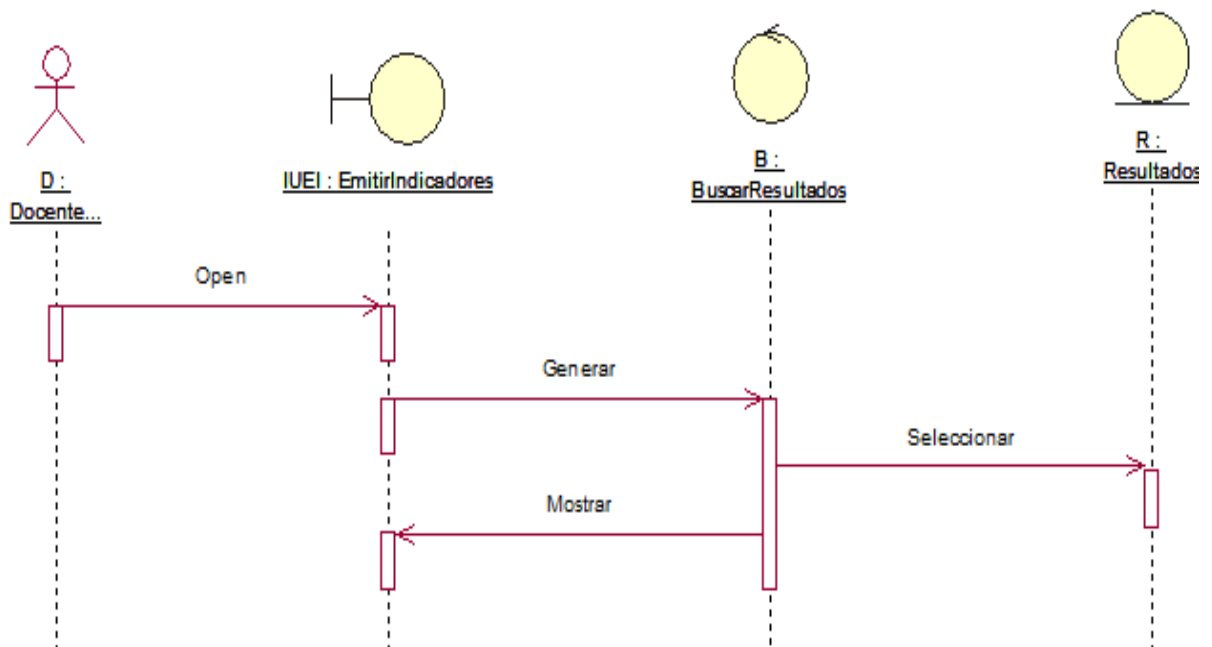 D :
Docente...
IUEI : EmitirIndicadores
B :
BuscarResultados
R :
Resultados
Open
Generar
Seleccionar
Mostrar